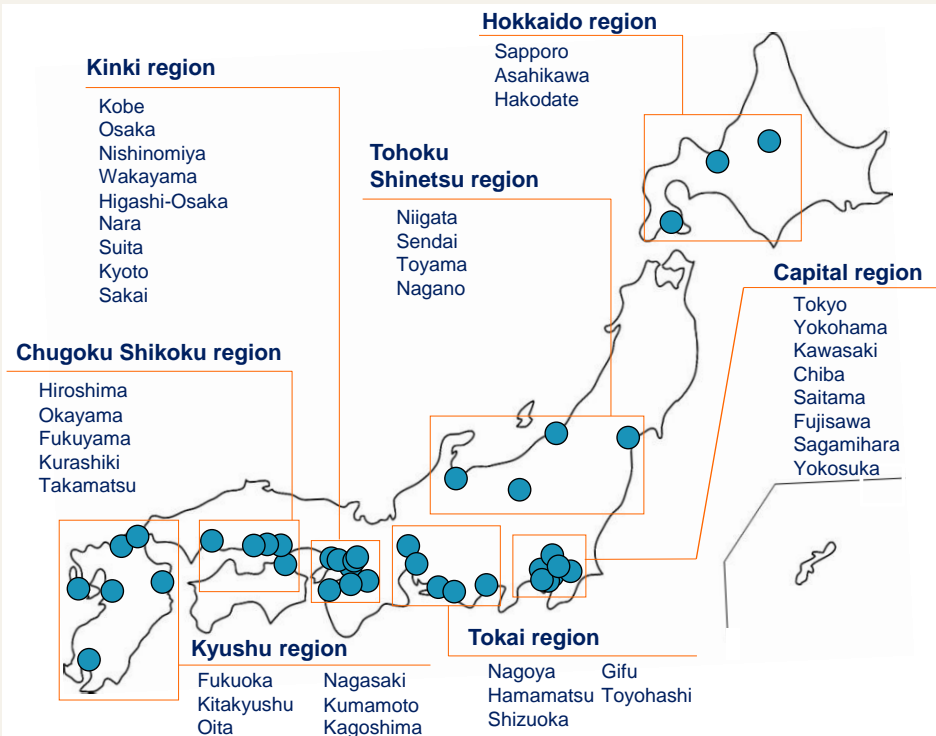 Hokkaido region
Sapporo
Asahikawa
Hakodate
Kinki region
Kobe
Osaka
Nishinomiya
Wakayama
Higashi-Osaka
Nara
Suita
Kyoto
Sakai
Tohoku
Shinetsu region
Niigata
Sendai
Toyama
Nagano
Capital region
Tokyo
Yokohama
Kawasaki
Chiba
Saitama
Fujisawa
Sagamihara
Yokosuka
Chugoku Shikoku region
Hiroshima
Okayama
Fukuyama
Kurashiki
Takamatsu
Kyushu region
Fukuoka Nagasaki
Kitakyushu Kumamoto
Oita Kagoshima
Tokai region
Nagoya Gifu
Hamamatsu Toyohashi
Shizuoka